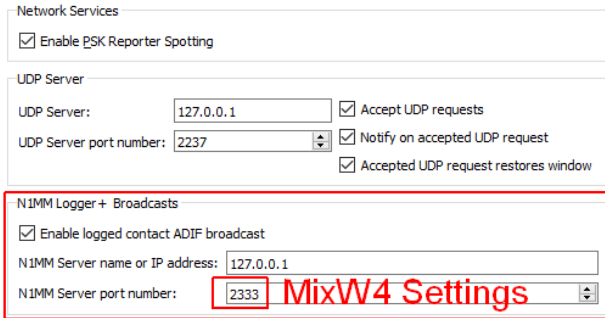 Network Services
Enable PSK Reporter Spotting
UDP Server
UDP Server: 127.0.0.1 Accept UDP requests
UDP Server port number: 2237 Notify on accepted UDP request
Accepted UDP request restores window
N1MM Logger+ Broadcasts
Enable logged contact ADIF broadcast
N1MM Server name or IP address: 127.0.0.1
N1MM Server port number: 2333 MixW4 Settings